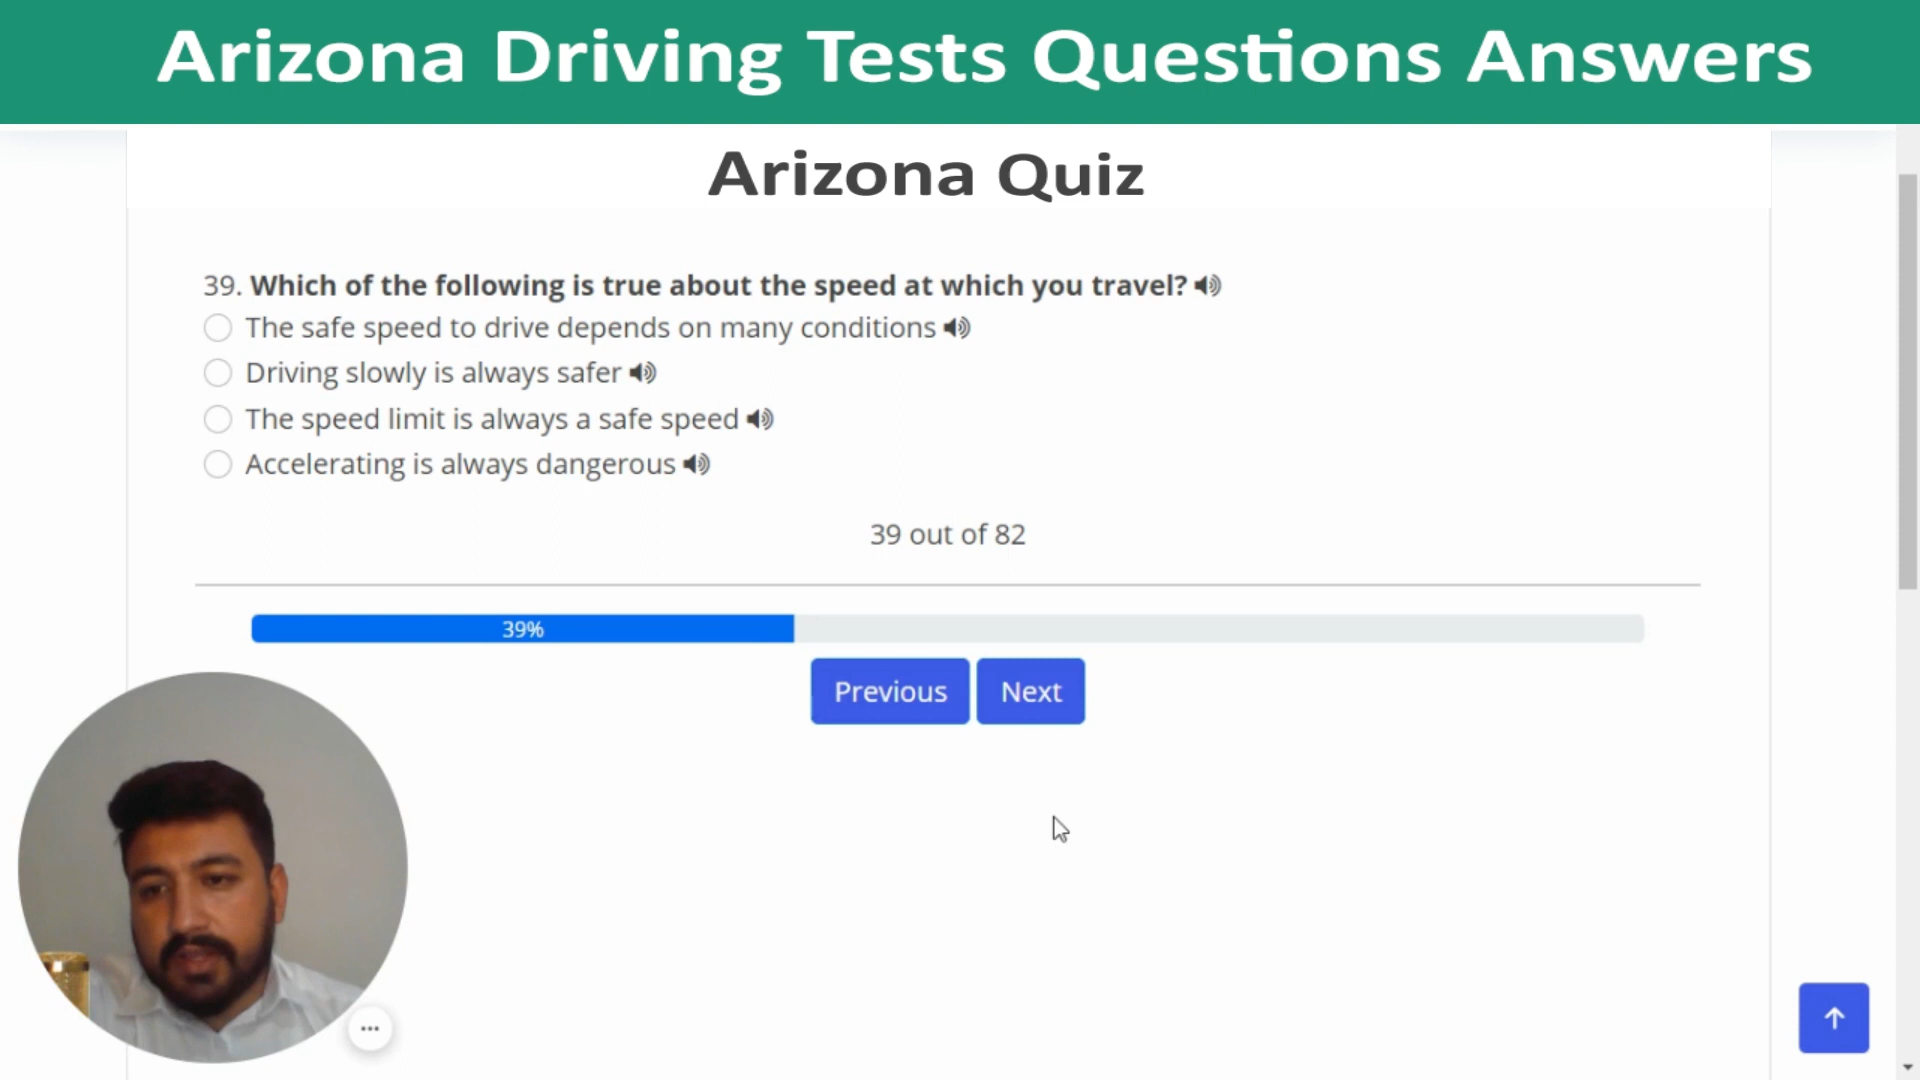 Arizona Driving Tests Questions Answers
Arizona Quiz
39. Which of the following is true about the speed at which you travel?
The safe speed to drive depends on many conditions
Driving slowly is always safer
The speed limit is always a safe speed
Accelerating is always dangerous
39 out of 82
39%
Previous Next